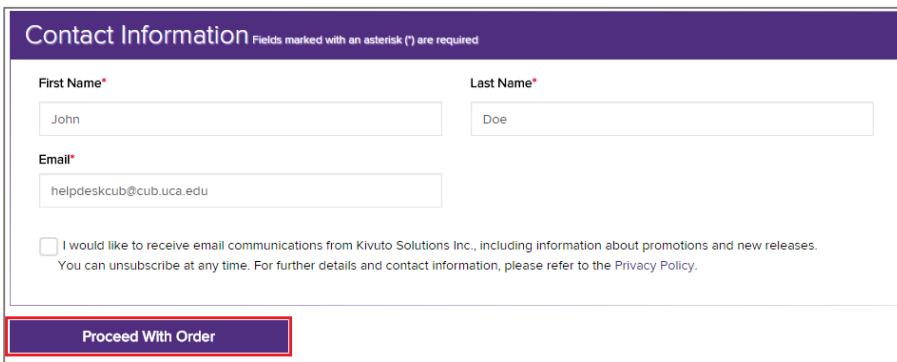 Contact Information Fields marked with an asterisk (*) are required
First Name* Last Name*
John Doe
Email*
helpdeskcub@cub.uca.edu
I would like to receive email communications from Kivuto Solutions Inc., including information about promotions and new releases.
You can unsubscribe at any time. For further details and contact information, please refer to the Privacy Policy.
Proceed With Order